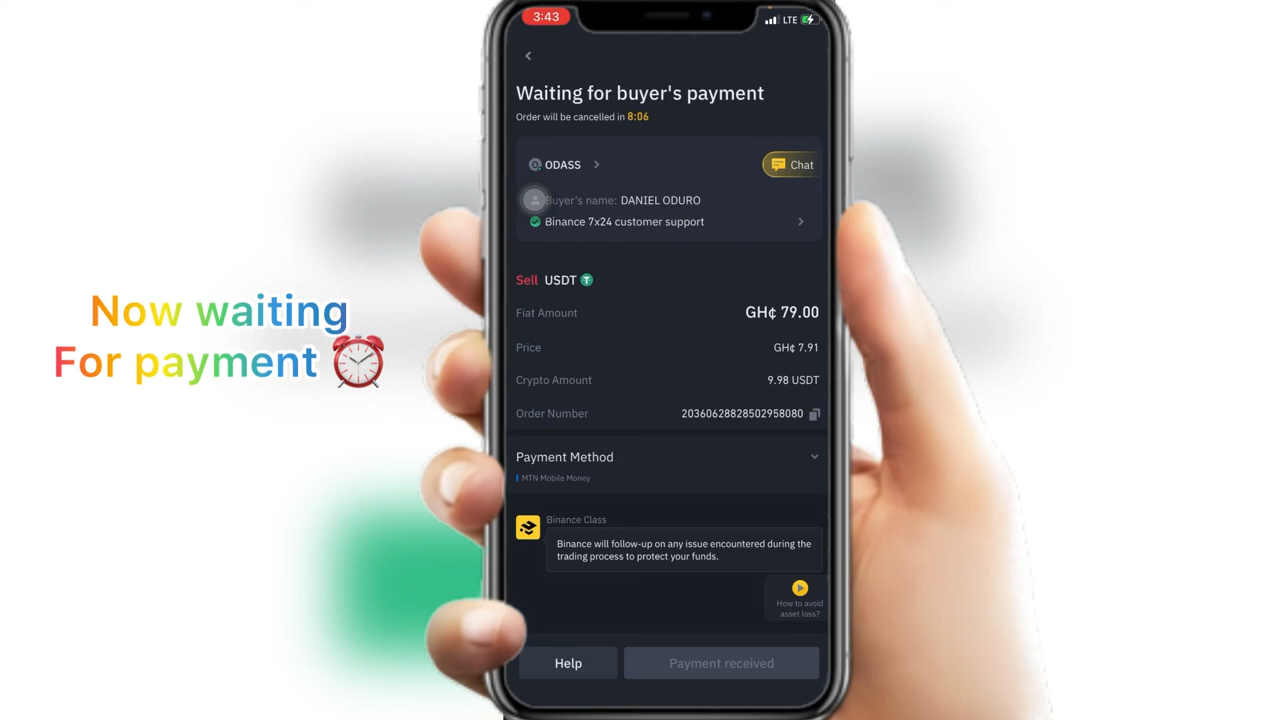 3:43
LTE
Waiting for buyer's payment
Order will be cancelled in 8:06
ODASS
Chat
Buyer's name: DANIEL ODURO
Binance 7x24 customer support
Now waiting
For payment
Sell USDT
Fiat Amount GH¢ 79.00
Price GH¢ 7.91
Crypto Amount 9.98 USDT
Order Number 20360628828502958080
Payment Method
MTN Mobile Money
Binance Class
Binance will follow-up on any issue encountered during the
trading process to protect your funds.
How to avoid
asset loss?
Help
Payment received